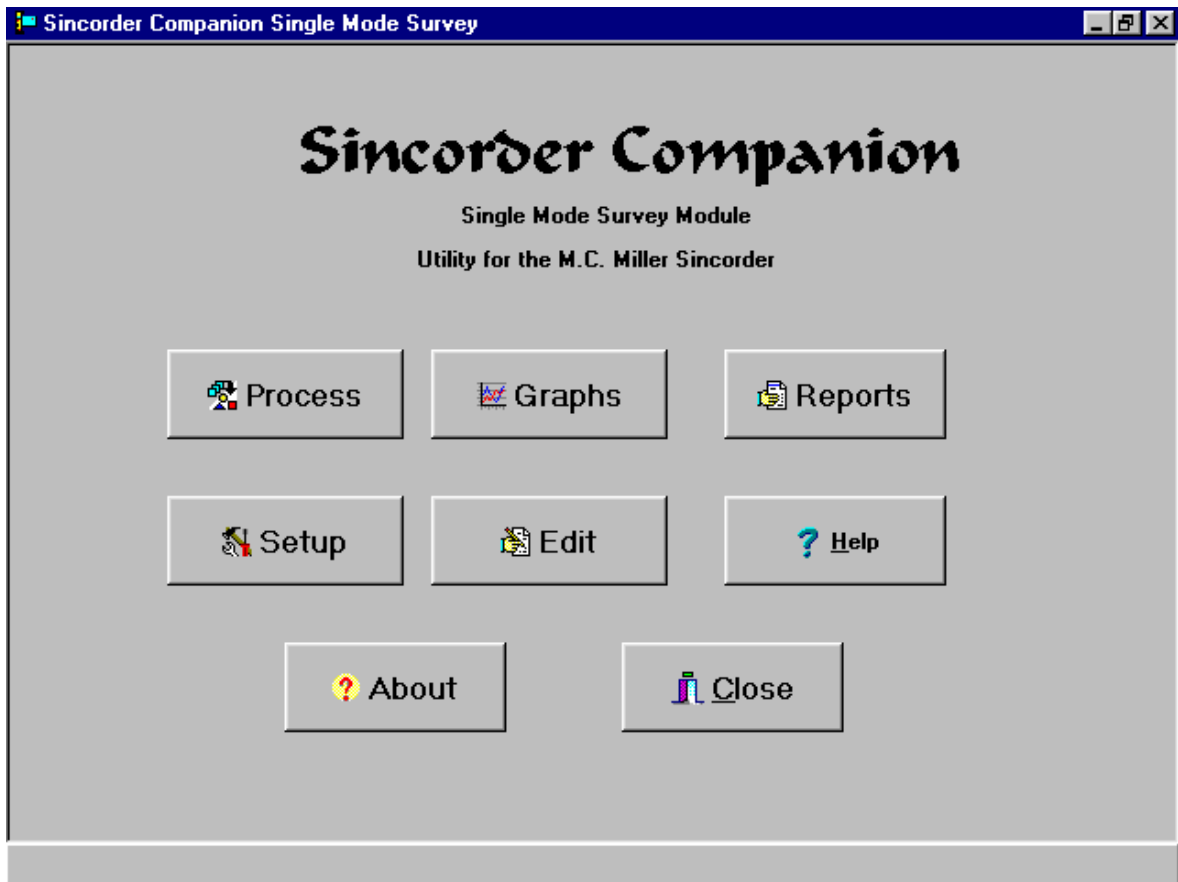 Sincorder Companion Single Mode Survey
Sincorder Companion
Single Mode Survey Module
Utility for the M.C. Miller Sincorder
Process Graphs Reports
Setup Edit Help
About Close